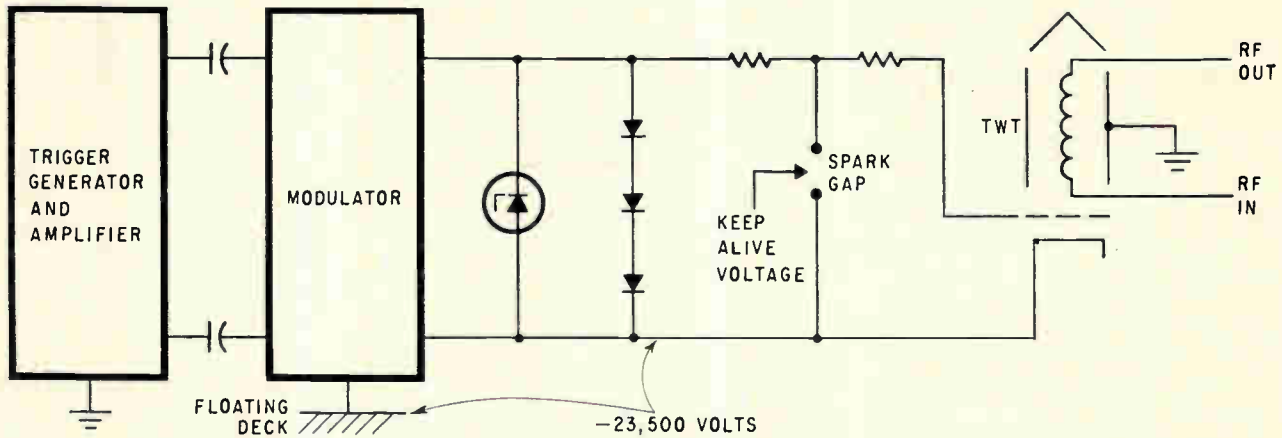 TRIGGER
GENERATOR
AND
AMPLIFIER
MODULATOR
FLOATING
DECK
−23,500 VOLTS
KEEP
ALIVE
VOLTAGE
SPARK
GAP
TWT
RF
OUT
RF
IN